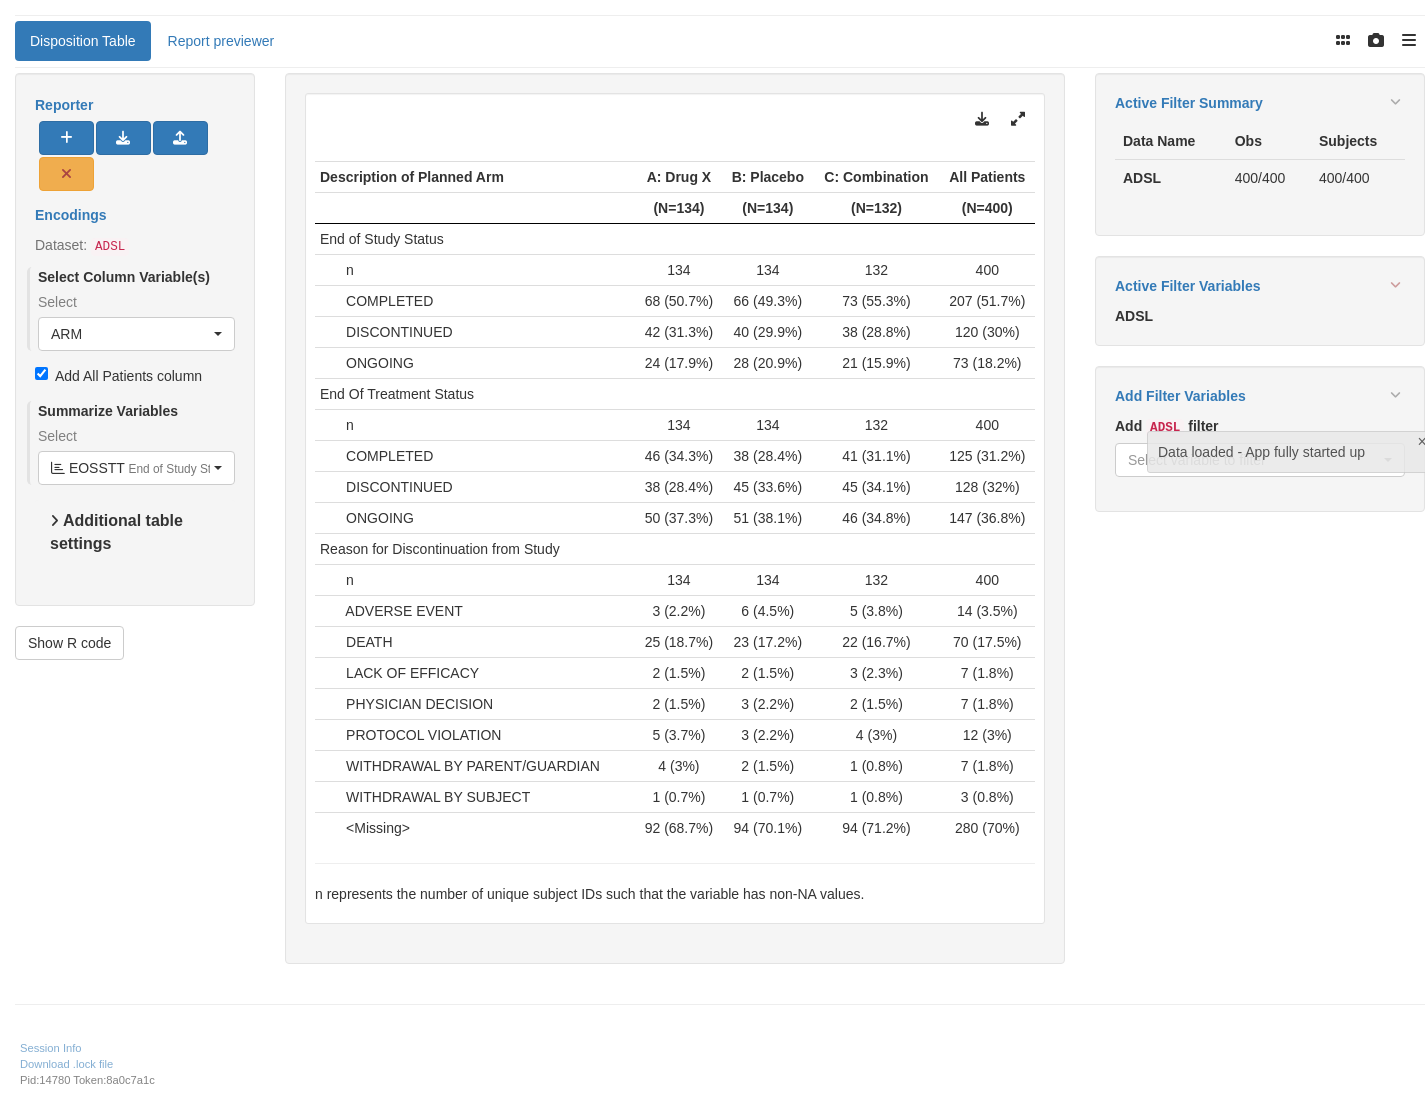 Disposition Table Report previewer
Reporter
Encodings
Dataset: ADSL
Select Column Variable(s)
Select
ARM
Add All Patients column
Summarize Variables
Select
EOSSTT End of Study St
Additional table
settings
Show R code
Description of Planned Arm A: Drug X B: Placebo C: Combination All Patients
(N=134) (N=134) (N=132) (N=400)
End of Study Status
n 134 134 132 400
COMPLETED 68 (50.7%) 66 (49.3%) 73 (55.3%) 207 (51.7%)
DISCONTINUED 42 (31.3%) 40 (29.9%) 38 (28.8%) 120 (30%)
ONGOING 24 (17.9%) 28 (20.9%) 21 (15.9%) 73 (18.2%)
End Of Treatment Status
n 134 134 132 400
COMPLETED 46 (34.3%) 38 (28.4%) 41 (31.1%) 125 (31.2%)
DISCONTINUED 38 (28.4%) 45 (33.6%) 45 (34.1%) 128 (32%)
ONGOING 50 (37.3%) 51 (38.1%) 46 (34.8%) 147 (36.8%)
Reason for Discontinuation from Study
n 134 134 132 400
ADVERSE EVENT 3 (2.2%) 6 (4.5%) 5 (3.8%) 14 (3.5%)
DEATH 25 (18.7%) 23 (17.2%) 22 (16.7%) 70 (17.5%)
LACK OF EFFICACY 2 (1.5%) 2 (1.5%) 3 (2.3%) 7 (1.8%)
PHYSICIAN DECISION 2 (1.5%) 3 (2.2%) 2 (1.5%) 7 (1.8%)
PROTOCOL VIOLATION 5 (3.7%) 3 (2.2%) 4 (3%) 12 (3%)
WITHDRAWAL BY PARENT/GUARDIAN 4 (3%) 2 (1.5%) 1 (0.8%) 7 (1.8%)
WITHDRAWAL BY SUBJECT 1 (0.7%) 1 (0.7%) 1 (0.8%) 3 (0.8%)
<Missing> 92 (68.7%) 94 (70.1%) 94 (71.2%) 280 (70%)
n represents the number of unique subject IDs such that the variable has non-NA values.
Active Filter Summary
Data Name Obs Subjects
ADSL 400/400 400/400
Active Filter Variables
ADSL
Add Filter Variables
Add ADSL filter
Data loaded - App fully started up
Select variable to filter
Session Info
Download .lock file
Pid:14780 Token:8a0c7a1c